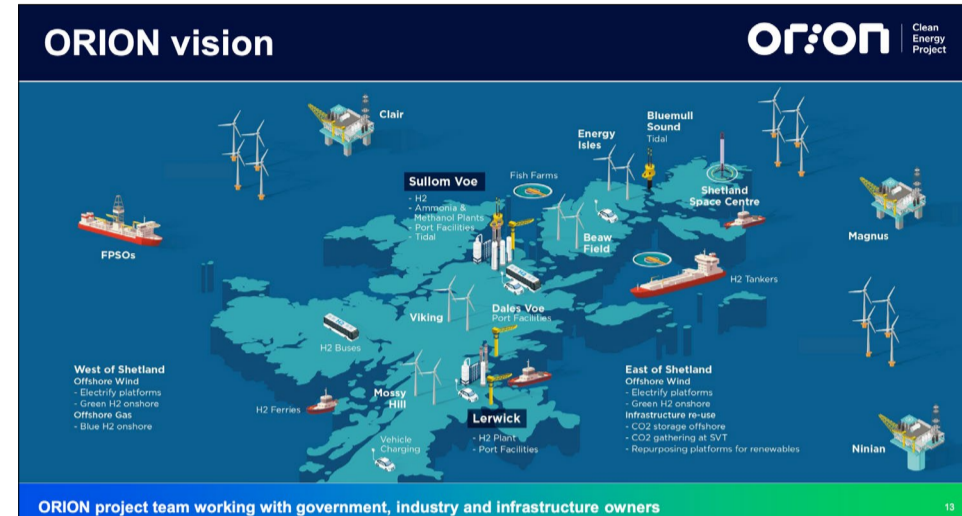 ORION vision
orion
Clean
Energy
Project
Clair
Bluemull
Sound
Tidal
Energy
Isles
Fish Farms
Sullom Voe
- H2
- Ammonia &
Methanol Plants
- Port Facilities
- Tidal
Shetland
Space Centre
Magnus
FPSOs
Beaw
Field
H2 Tankers
Viking
Dales Voe
Port Facilities
H2 Buses
West of Shetland
Offshore Wind
- Electrify platforms
- Green H2 onshore
Offshore Gas
- Blue H2 onshore
East of Shetland
Offshore Wind
- Electrify platforms
- Green H2 onshore
Infrastructure re-use
- CO2 storage offshore
- CO2 gathering at SVT
- Repurposing platforms for renewables
Mossy
Hill
H2 Ferries
Lerwick
- H2 Plant
- Port Facilities
Vehicle
Charging
Ninian
ORION project team working with government, industry and infrastructure owners
13